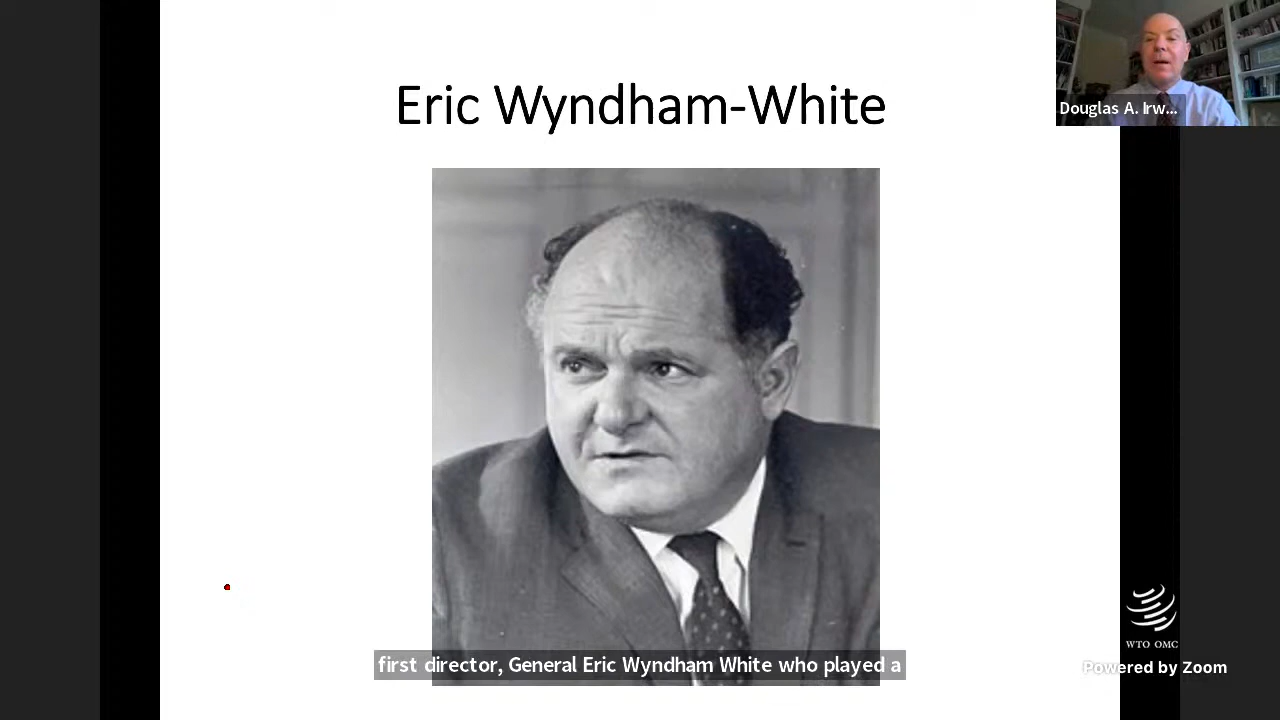 Eric Wyndham-White
Douglas A. Irw...
first director, General Eric Wyndham White who played a
WTO OMC
Powered by Zoom